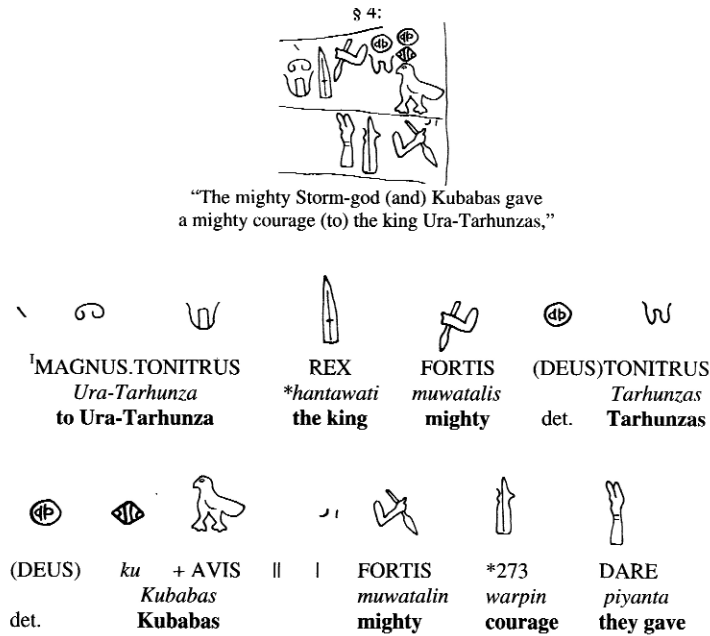 § 4:
“The mighty Storm-god (and) Kubabas gave
a mighty courage (to) the king Ura-Tarhunzas,”
ᴵMAGNUS.TONITRUS REX FORTIS (DEUS)TONITRUS
Ura-Tarhunza *hantawati muwatalis Tarhunzas
to Ura-Tarhunza the king mighty det. Tarhunzas
(DEUS) ku + AVIS || | FORTIS *273 DARE
Kubabas muwatalin warpin piyanta
det. Kubabas mighty courage they gave